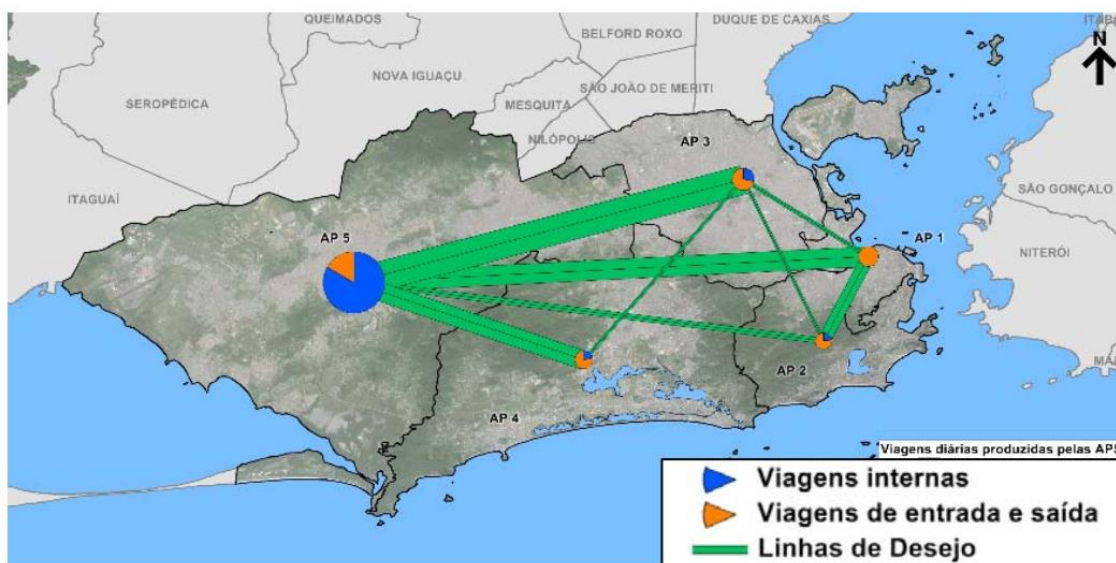 QUEIMADOS
BELFORD ROXO
DUQUE DE CAXIAS
N
NOVA IGUAÇU
SEROPÉDICA
MESQUITA
SÃO JOÃO DE MERITI
NILÓPOLIS
AP 3
ITAGUAÍ
SÃO GONÇALO
AP 5
AP 1
NITERÓI
AP 2
AP 4
Viagens diárias produzidas pelas AP5
Viagens internas
Viagens de entrada e saída
Linhas de Desejo